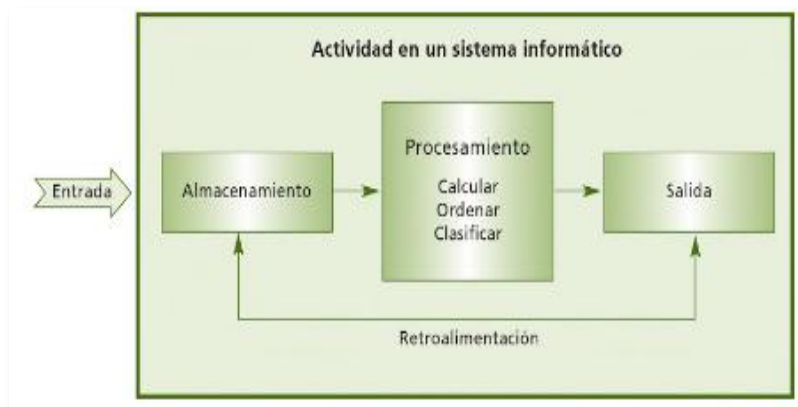 Actividad en un sistema informático
Entrada
Almacenamiento
Procesamiento
Calcular
Ordenar
Clasificar
Salida
Retroalimentación